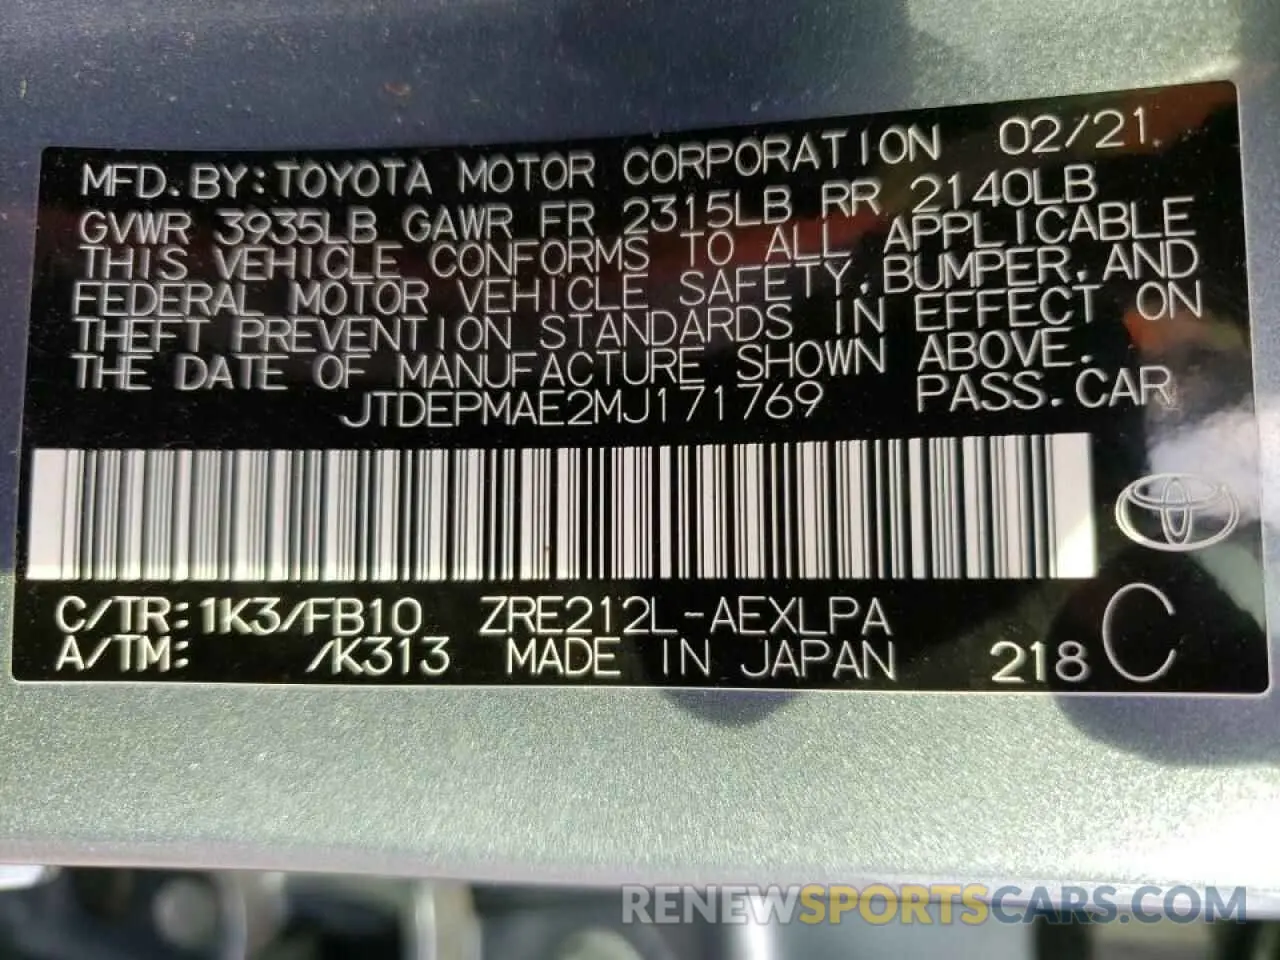 MFD.BY:TOYOTA MOTOR CORPORATION 02/21
GVWR 3935LB GAWR FR 2315LB RR 2140LB
THIS VEHICLE CONFORMS TO ALL APPLICABLE
FEDERAL MOTOR VEHICLE SAFETY,BUMPER,AND
THEFT PREVENTION STANDARDS IN EFFECT ON
THE DATE OF MANUFACTURE SHOWN ABOVE.
JTDEPMAE2MJ171769 PASS.CAR
C/TR:1K3/FB10 ZRE212L-AEXLPA
A/TM: /K313 MADE IN JAPAN 218 C
RENEWSPORTSCARS.COM